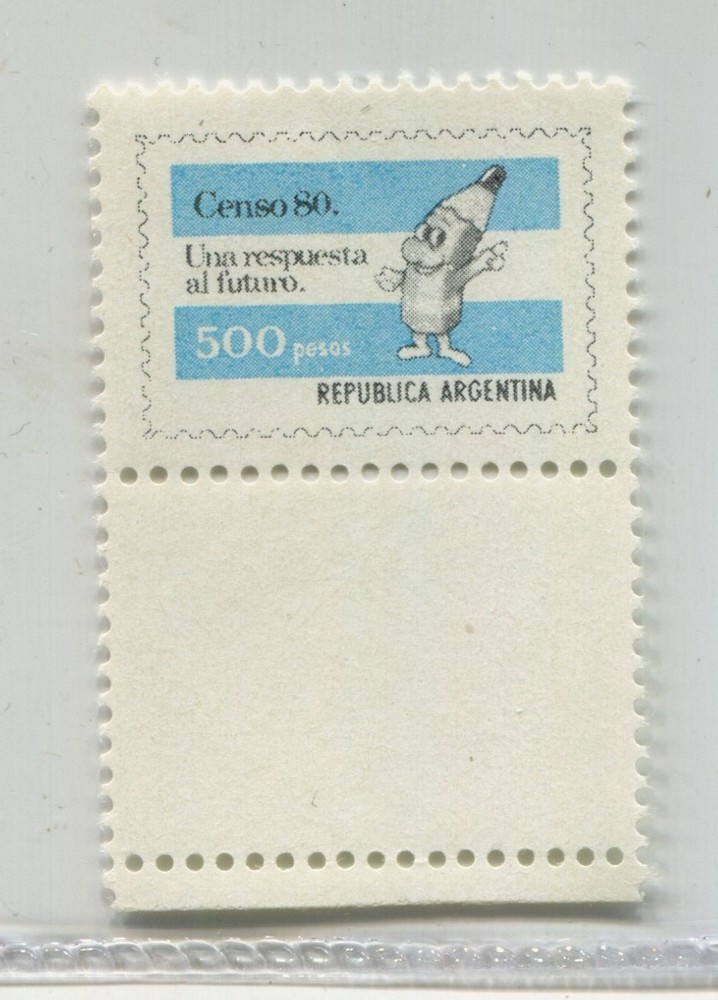 Censo 80.
Una respuesta
al futuro.
500 pesos
REPUBLICA ARGENTINA